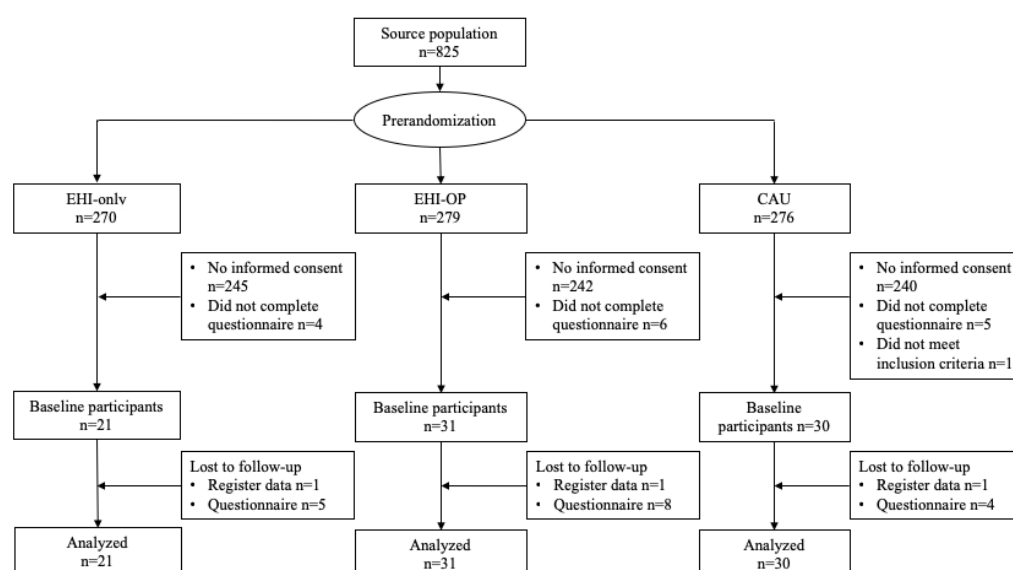 Source population
n=825
Prerandomization
EHI-onlv
n=270
EHI-OP
n=279
CAU
n=276
• No informed consent
n=245
• Did not complete
questionnaire n=4
• No informed consent
n=242
• Did not complete
questionnaire n=6
• No informed consent
n=240
• Did not complete
questionnaire n=5
• Did not meet
inclusion criteria n=1
Baseline participants
n=21
Baseline participants
n=31
Baseline
participants n=30
Lost to follow-up
• Register data n=1
• Questionnaire n=5
Lost to follow-up
• Register data n=1
• Questionnaire n=8
Lost to follow-up
• Register data n=1
• Questionnaire n=4
Analyzed
n=21
Analyzed
n=31
Analyzed
n=30